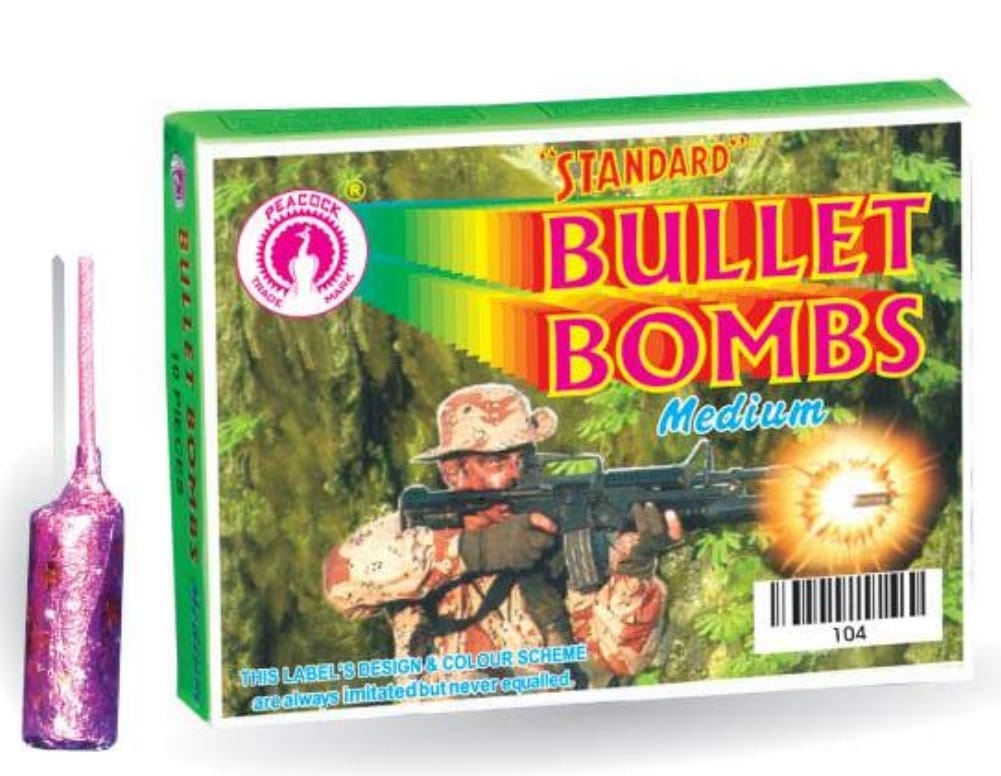 "STANDARD"
BULLET
BOMBS
Medium
PEACOCK
TRADE MARK
®
THIS LABEL'S DESIGN & COLOUR SCHEME
are always imitated but never equalled.
104
BULLET BOMBS Medium
10 PIECES